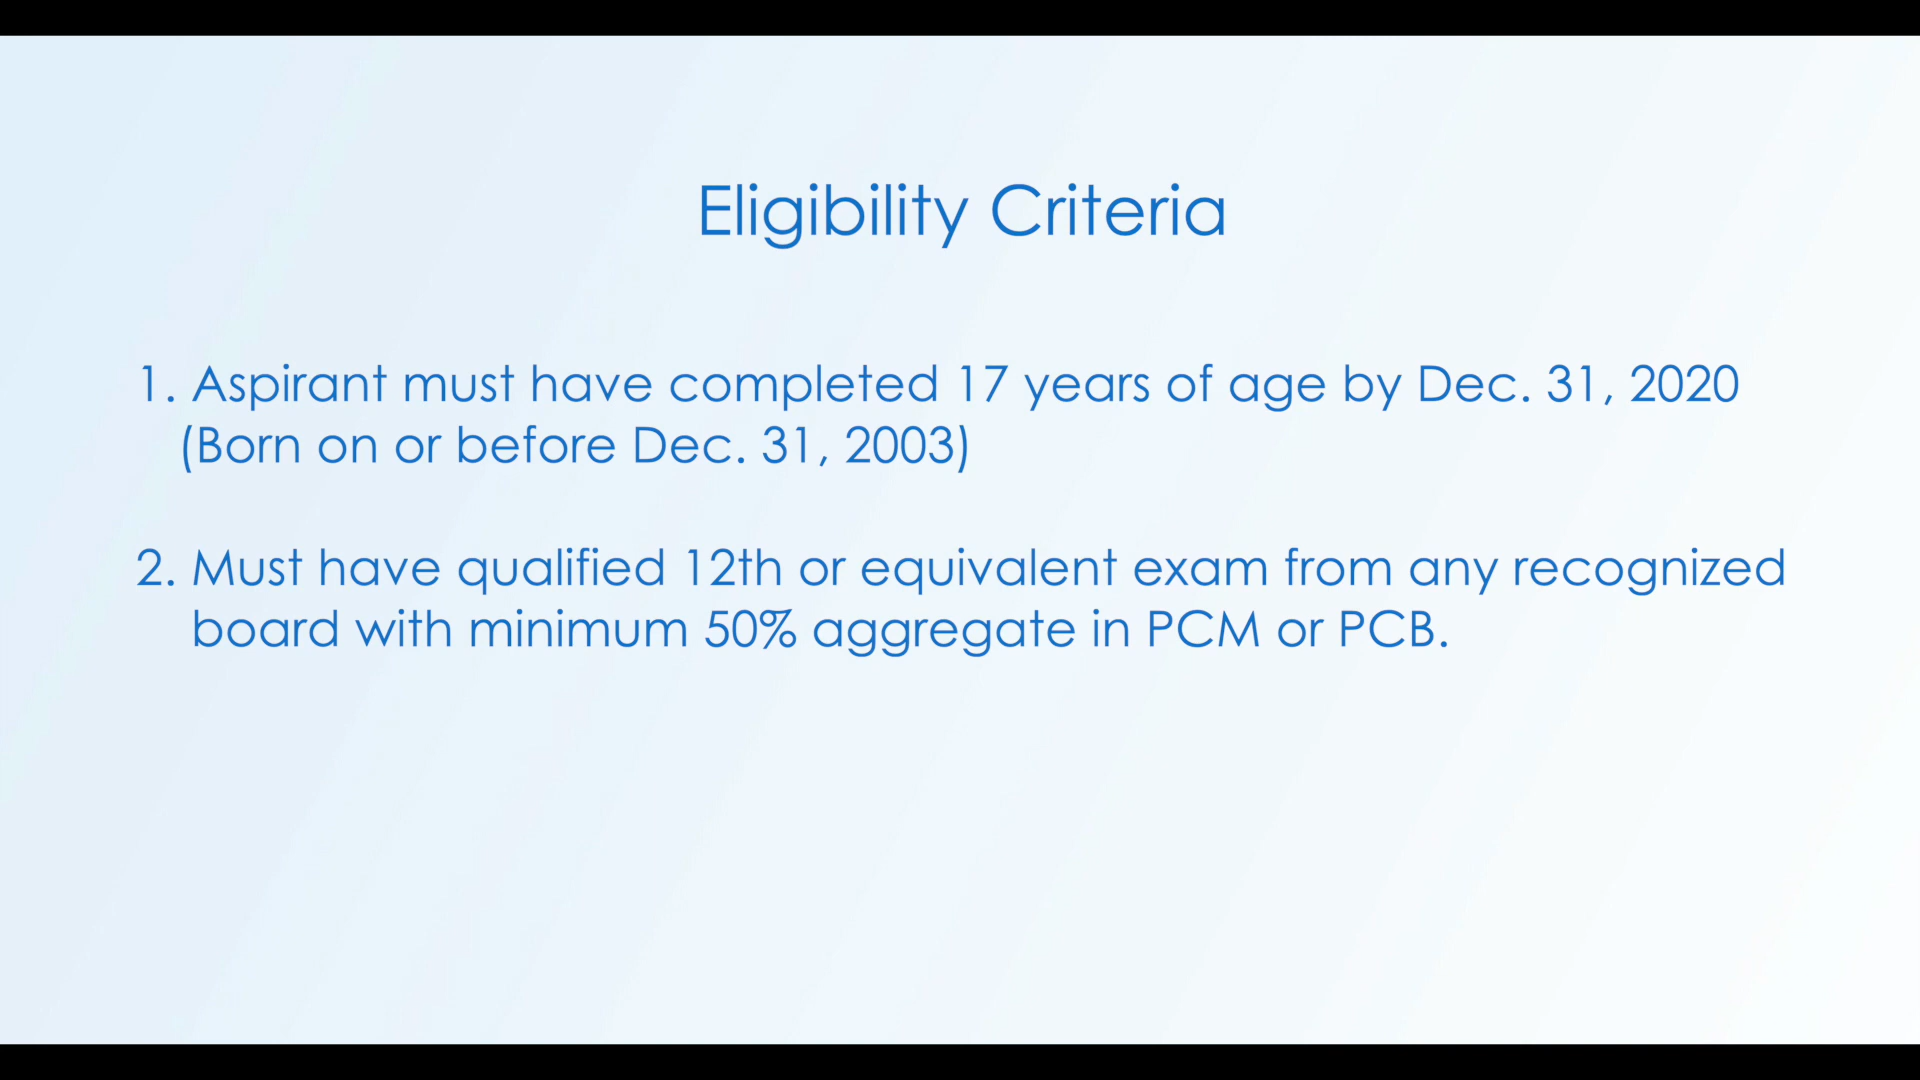 Eligibility Criteria
1. Aspirant must have completed 17 years of age by Dec. 31, 2020
(Born on or before Dec. 31, 2003)
2. Must have qualified 12th or equivalent exam from any recognized
board with minimum 50% aggregate in PCM or PCB.